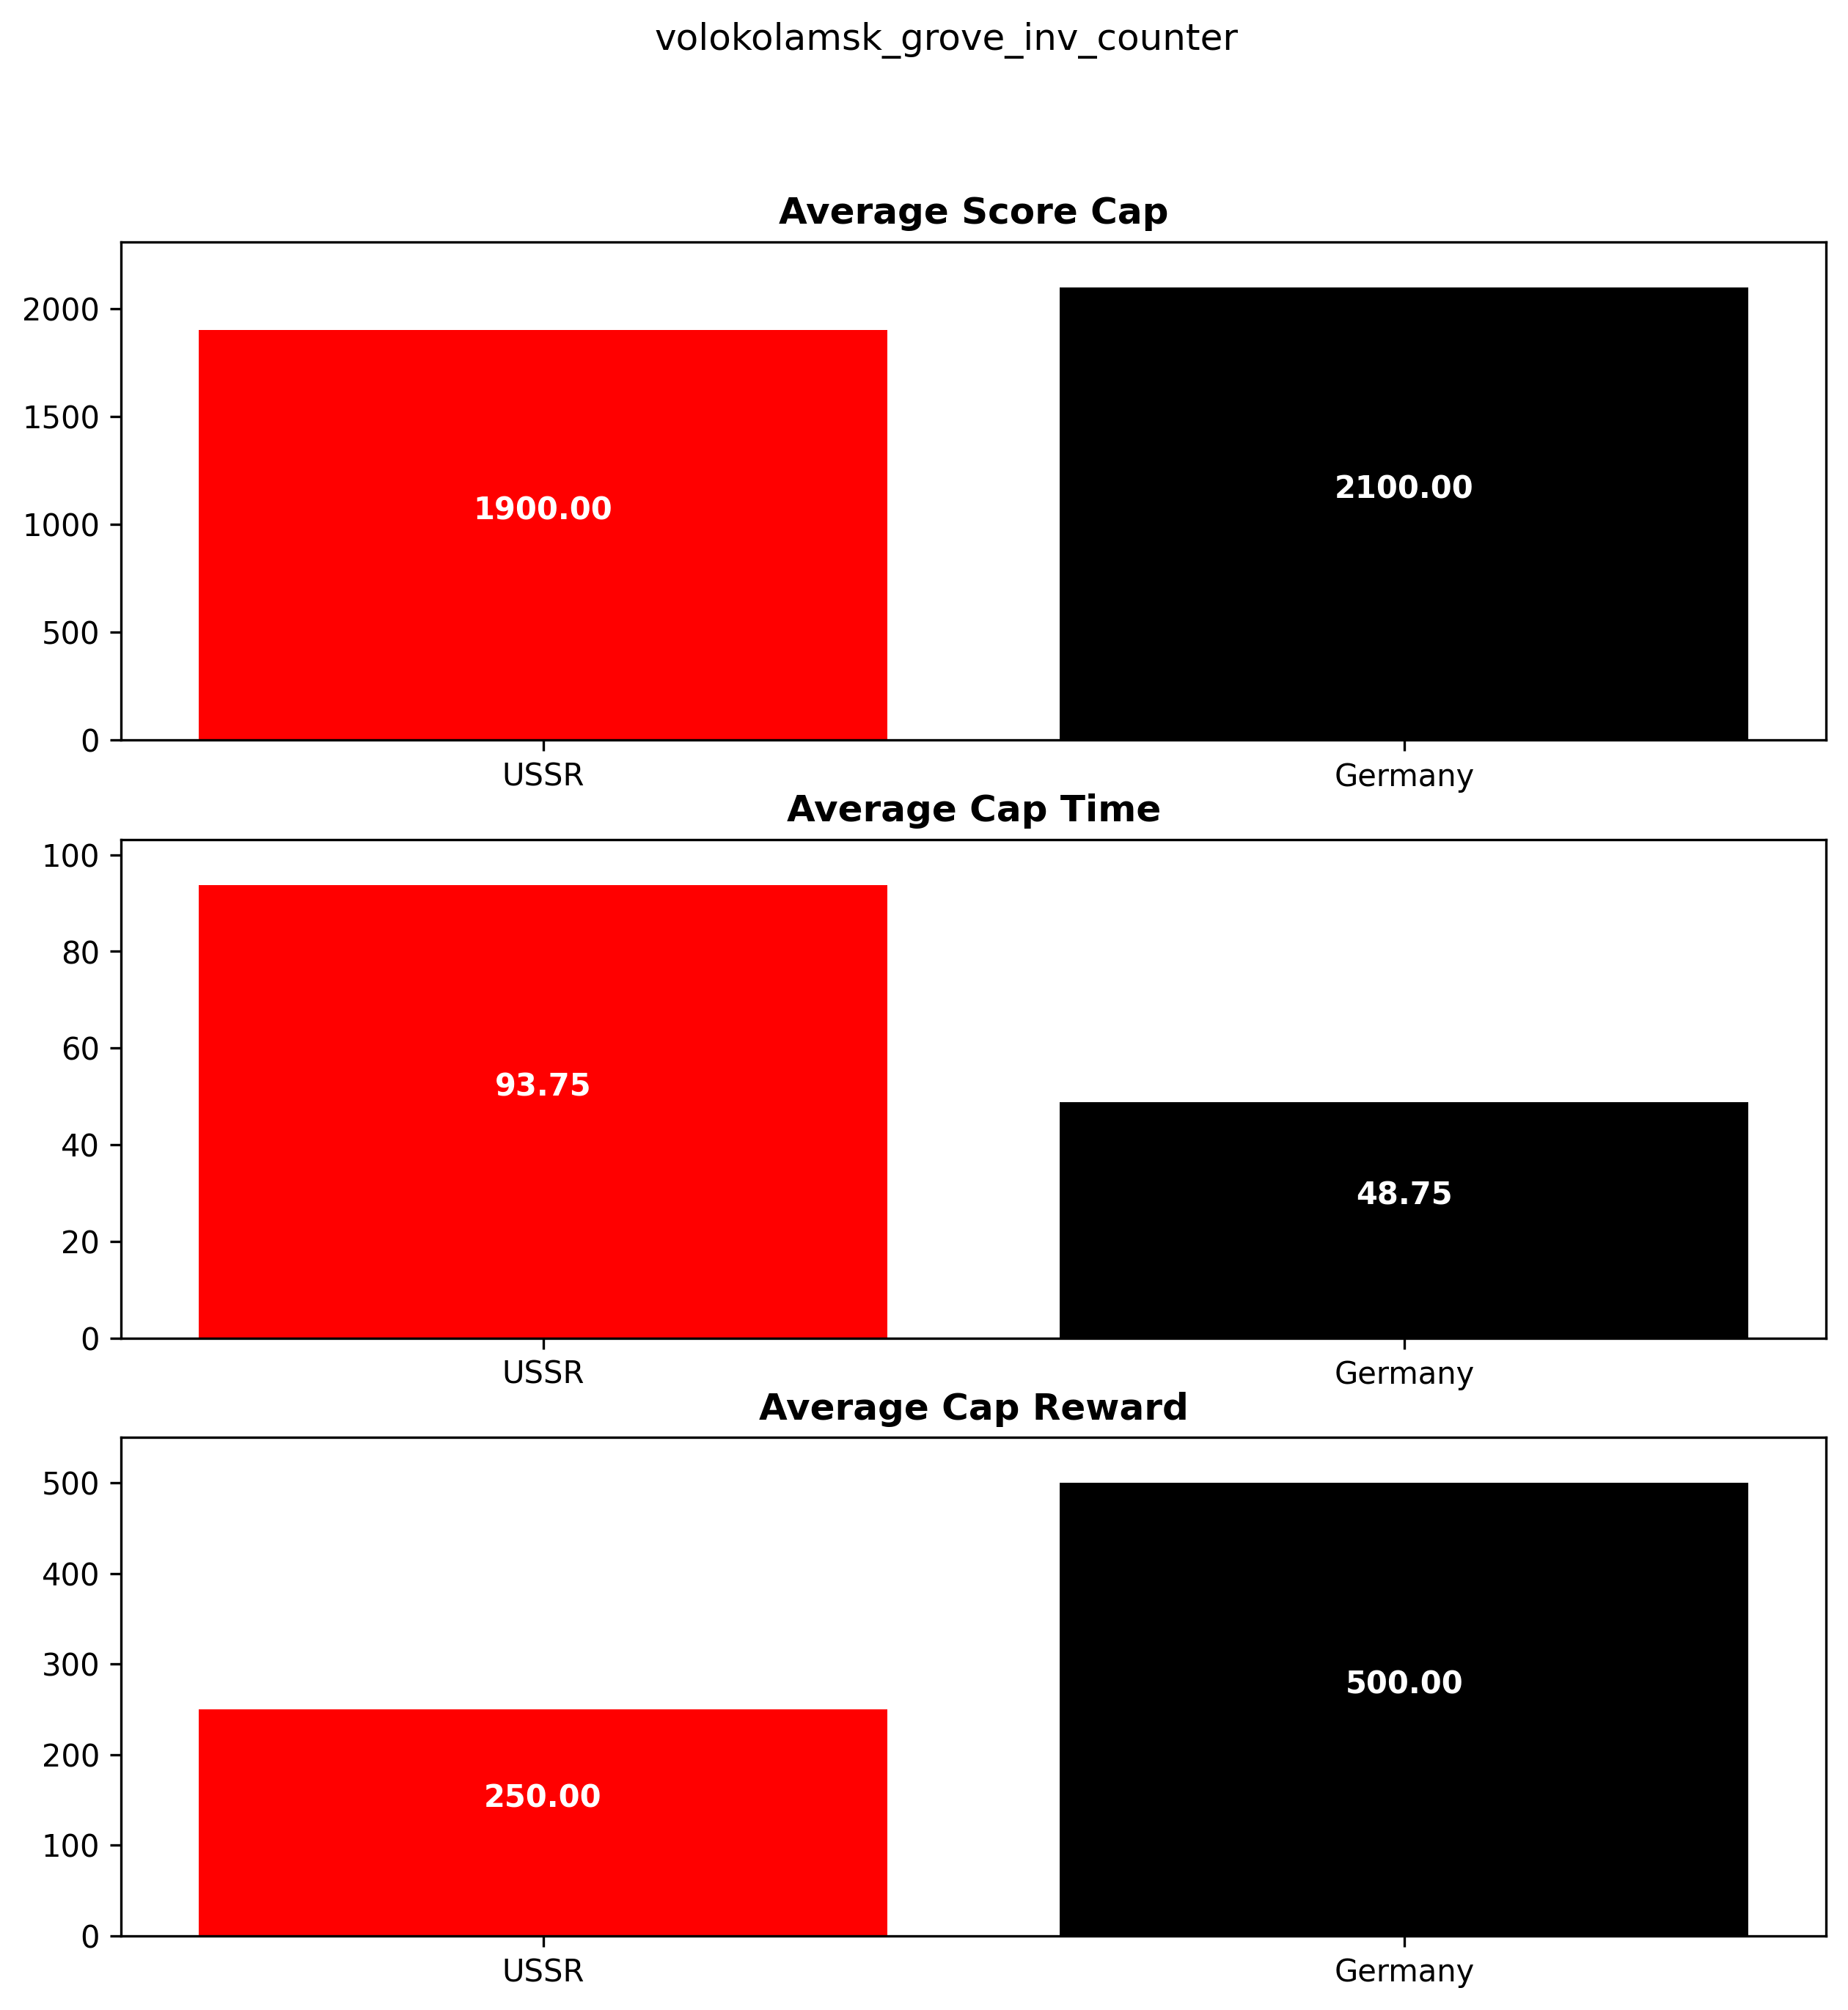 volokolamsk_grove_inv_counter
Average Score Cap
2000
1500
1000
500
0
1900.00
2100.00
USSR
Germany
Average Cap Time
100
80
60
40
20
0
93.75
48.75
USSR
Germany
Average Cap Reward
500
400
300
200
100
0
250.00
500.00
USSR
Germany